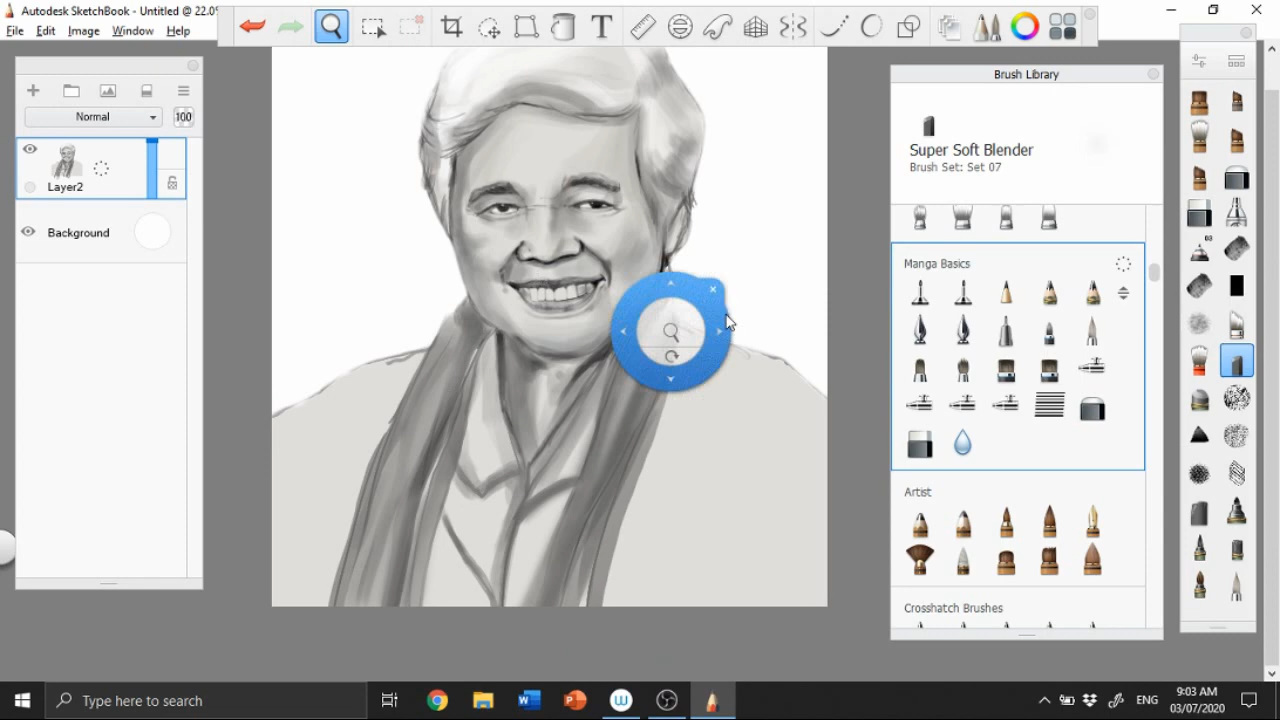 Autodesk SketchBook - Untitled @ 22.0%
File Edit Image Window Help
T
Normal 100
Layer2
Background
Brush Library
Super Soft Blender
Brush Set: Set 07
03
Manga Basics
Artist
Crosshatch Brushes
Type here to search
ENG
9:03 AM
03/07/2020